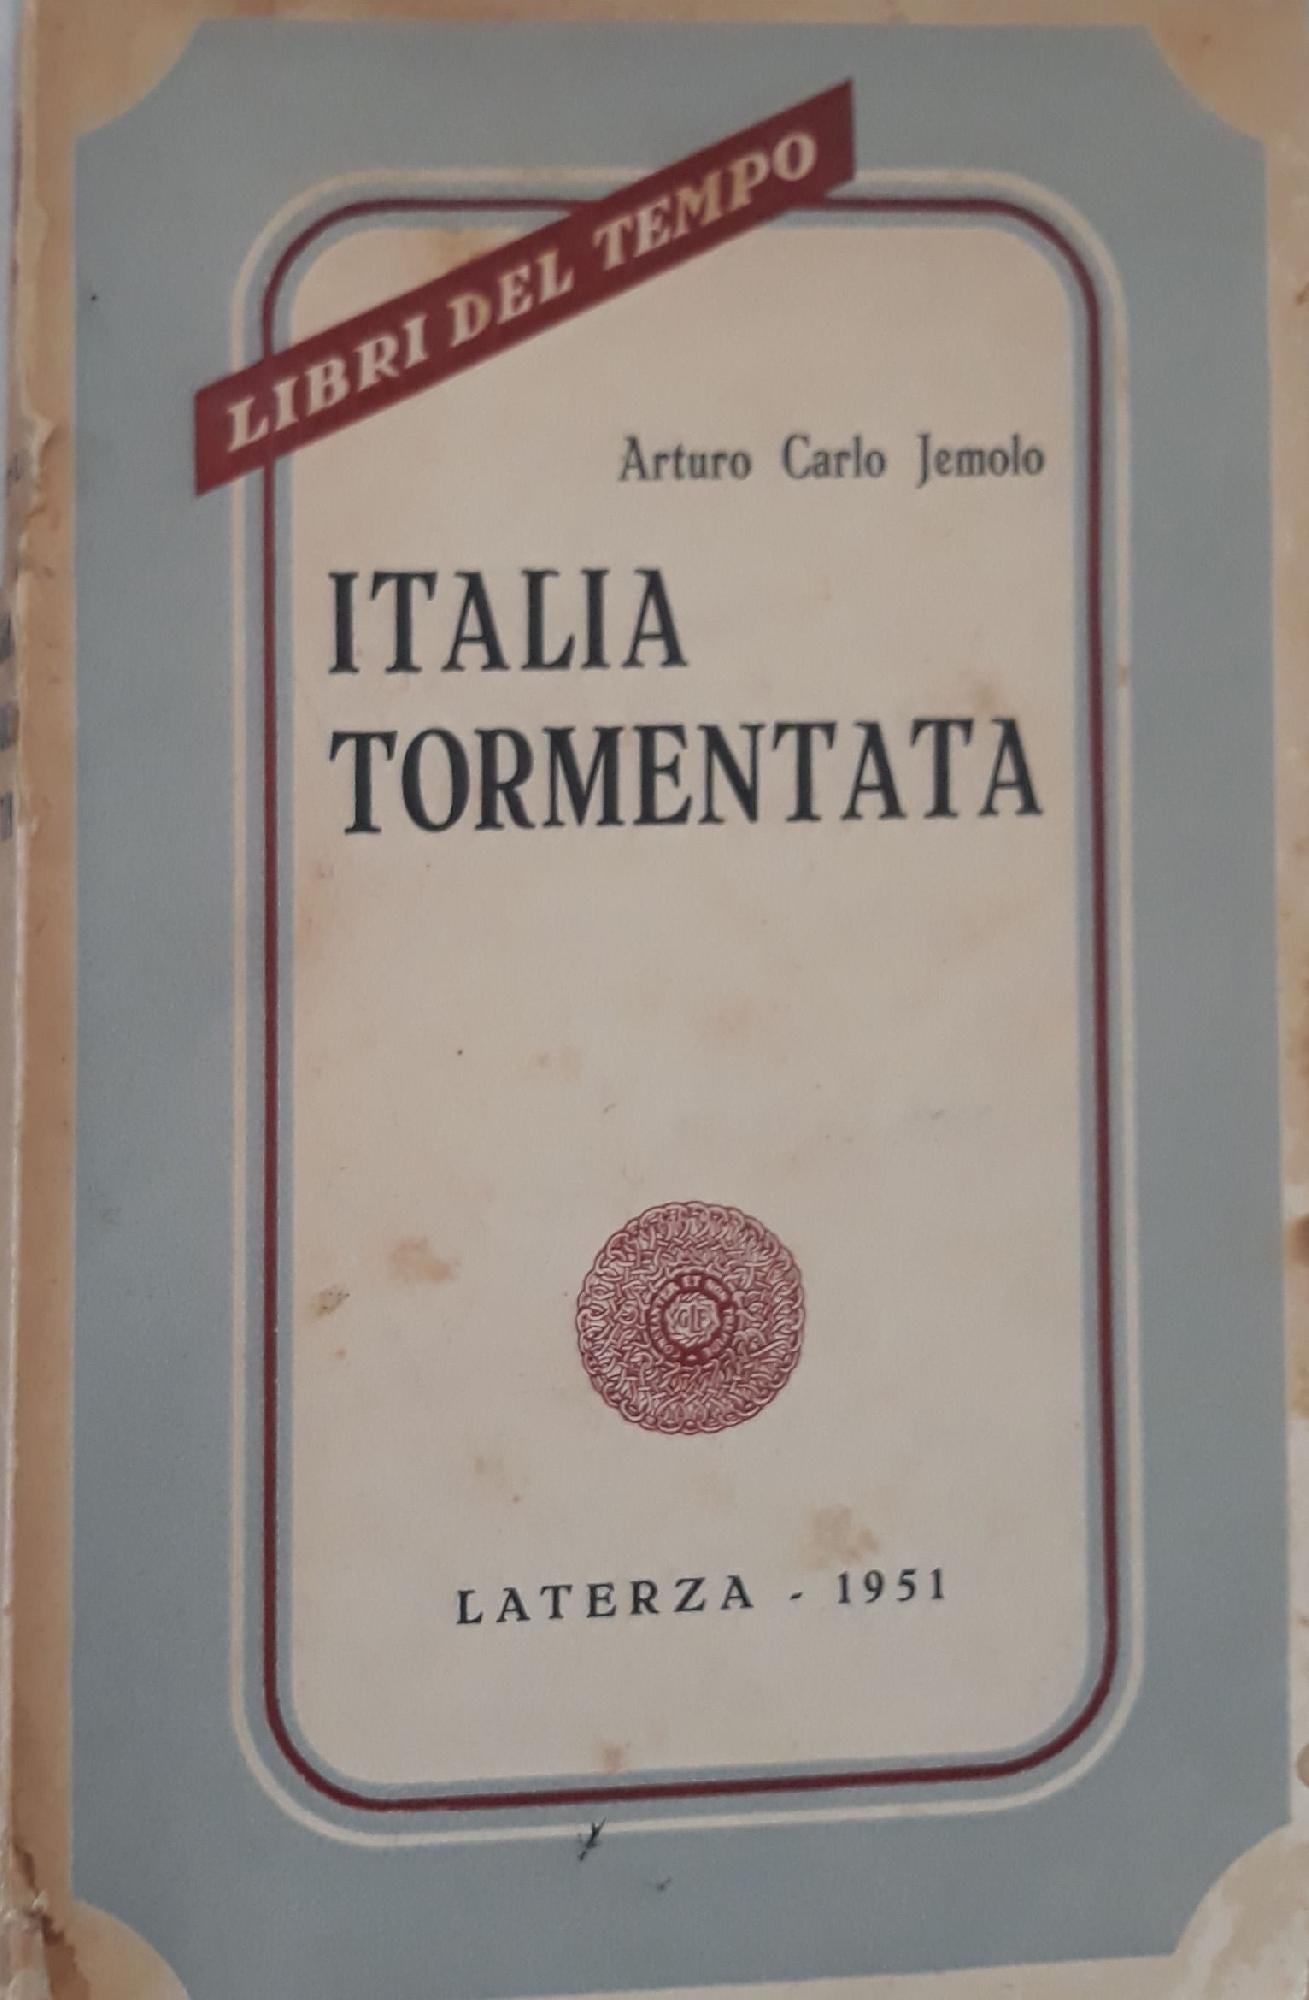 LIBRI DEL TEMPO
Arturo Carlo Jemolo
ITALIA
TORMENTATA
LATERZA - 1951